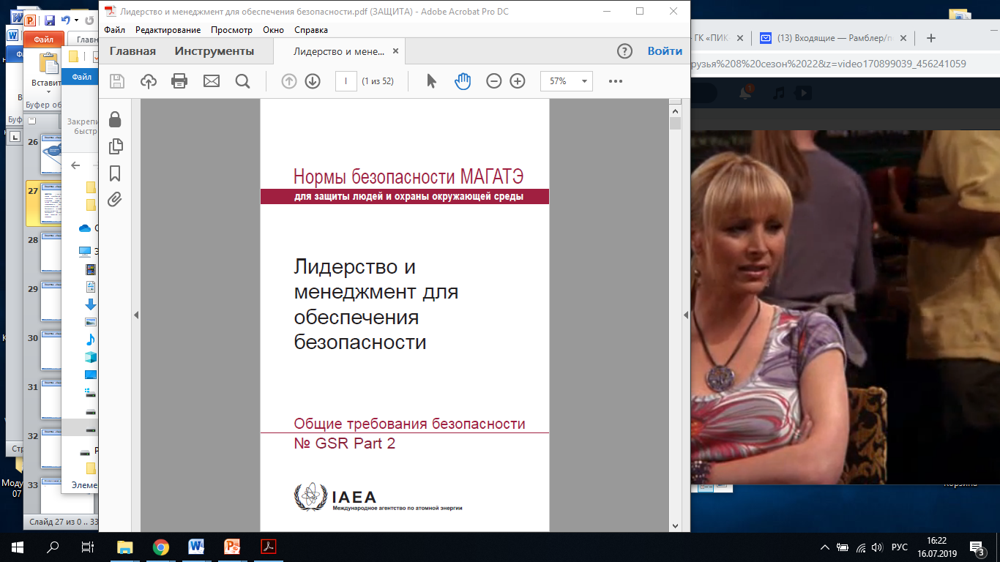 Лидерство и менеджмент для обеспечения безопасности.pdf (ЗАЩИТА) - Adobe Acrobat Pro DC
Файл Редактирование Просмотр Окно Справка
Главная Инструменты Лидерство и мене... × Войти
I (1 из 52) 57%
Файл Главн
Файл
Вставит
Буфер об
Закрепи
быстр
26
27
28
29
30
31
32
33
Элеме
Слайд 27 из 0 .. 33
Стр
Моду
07
Нормы безопасности МАГАТЭ
для защиты людей и охраны окружающей среды
Лидерство и
менеджмент для
обеспечения
безопасности
Общие требования безопасности
№ GSR Part 2
IAEA
Международное агентство по атомной энергии
ГК «ПИК (13) Входящие — Рамблер/п
рузья%208%20сезон%2022&z=video170899039_456241059
1
Корзина
РУС
16:22
16.07.2019
3